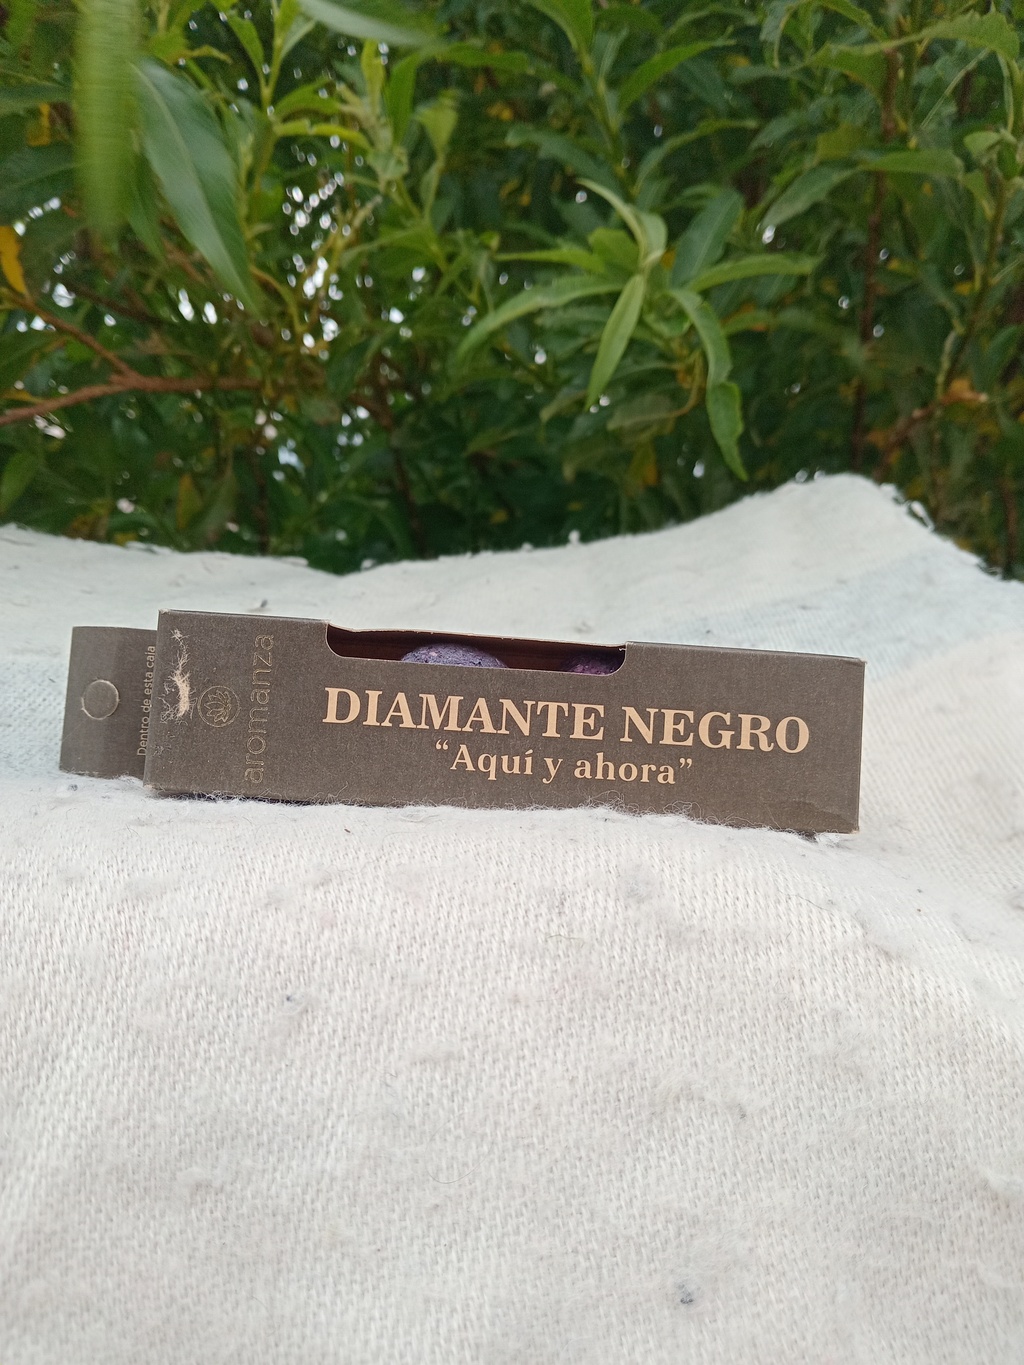 Dentro de esta caja
aromanza
DIAMANTE NEGRO
“Aquí y ahora”